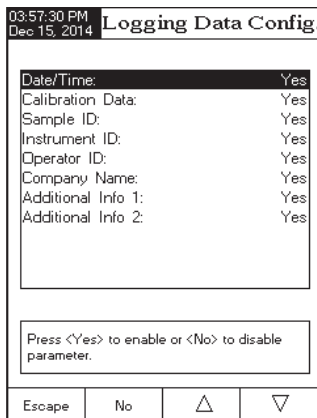 03:57:30 PM
Dec 15, 2014
Logging Data Config.
Date/Time: Yes
Calibration Data: Yes
Sample ID: Yes
Instrument ID: Yes
Operator ID: Yes
Company Name: Yes
Additional Info 1: Yes
Additional Info 2: Yes
Press <Yes> to enable or <No> to disable
parameter.
Escape No △ ▽